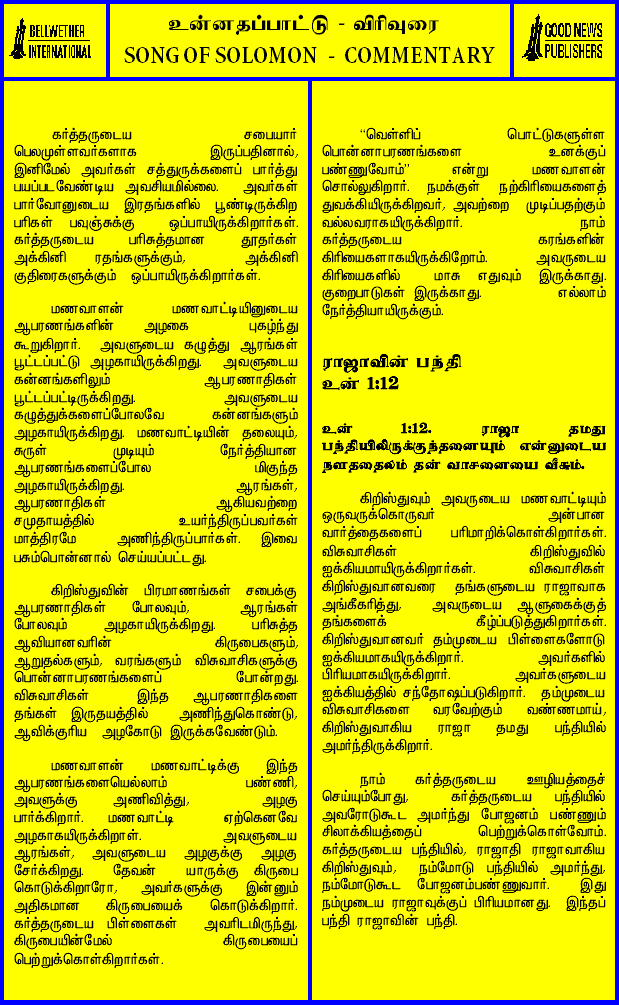 BELLWETHER
INTERNATIONAL
உன்னதப்பாட்டு - விரிவுரை
SONG OF SOLOMON - COMMENTARY
GOOD NEWS
PUBLISHERS
கர்த்தருடைய சபையார்
பெலமுள்ளவர்களாக இருப்பதினால்,
இனிமேல் அவர்கள் சத்துருக்களைப் பார்த்து
பயப்படவேண்டிய அவசியமில்லை. அவர்கள்
பார்வோனுடைய இரதங்களில் பூண்டிருக்கிற
பரிகள் பவுஞ்சுக்கு ஒப்பாயிருக்கிறார்கள்.
கர்த்தருடைய பரிசுத்தமான தூதர்கள்
அக்கினி ரதங்களுக்கும், அக்கினி
குதிரைகளுக்கும் ஒப்பாயிருக்கிறார்கள்.
மணவாளன் மணவாட்டியினுடைய
ஆபரணங்களின் அழகை புகழ்ந்து
கூறுகிறார். அவளுடைய கழுத்து ஆரங்கள்
பூட்டப்பட்டு அழகாயிருக்கிறது. அவளுடைய
கன்னங்களிலும் ஆபரணாதிகள்
பூட்டப்பட்டிருக்கிறது. அவளுடைய
கழுத்துக்களைப்போலவே கன்னங்களும்
அழகாயிருக்கிறது. மணவாட்டியின் தலையும்,
சுருள் முடியும் நேர்த்தியான
ஆபரணங்களைப்போல மிகுந்த
அழகாயிருக்கிறது. ஆரங்கள்,
ஆபரணாதிகள் ஆகியவற்றை
சமுதாயத்தில் உயர்ந்திருப்பவர்கள்
மாத்திரமே அணிந்திருப்பார்கள். இவை
பசும்பொன்னால் செய்யப்பட்டது.
கிறிஸ்துவின் பிரமாணங்கள் சபைக்கு
ஆபரணாதிகள் போலவும், ஆரங்கள்
போலவும் அழகாயிருக்கிறது. பரிசுத்த
ஆவியானவரின் கிருபைகளும்,
ஆறுதல்களும், வரங்களும் விசுவாசிகளுக்கு
பொன்னாபரணங்களைப் போன்றது.
விசுவாசிகள் இந்த ஆபரணாதிகளை
தங்கள் இருதயத்தில் அணிந்துகொண்டு,
ஆவிக்குரிய அழகோடு இருக்கவேண்டும்.
மணவாளன் மணவாட்டிக்கு இந்த
ஆபரணங்களையெல்லாம் பண்ணி,
அவளுக்கு அணிவித்து, அழகு
பார்க்கிறார். மணவாட்டி ஏற்கெனவே
அழகாகயிருக்கிறாள். அவளுடைய
ஆரங்கள், அவளுடைய அழகுக்கு அழகு
சேர்க்கிறது. தேவன் யாருக்கு கிருபை
கொடுக்கிறாரோ, அவர்களுக்கு இன்னும்
அதிகமான கிருபையைக் கொடுக்கிறார்.
கர்த்தருடைய பிள்ளைகள் அவரிடமிருந்து,
கிருபையின்மேல் கிருபையைப்
பெற்றுக்கொள்கிறார்கள்.
“வெள்ளிப் பொட்டுகளுள்ள
பொன்னாபரணங்களை உனக்குப்
பண்ணுவோம்” என்று மணவாளன்
சொல்லுகிறார். நமக்குள் நற்கிரியைகளைத்
துவக்கியிருக்கிறவர், அவற்றை முடிப்பதற்கும்
வல்லவராகயிருக்கிறார். நாம்
கர்த்தருடைய கரங்களின்
கிரியைகளாகயிருக்கிறோம். அவருடைய
கிரியைகளில் மாசு எதுவும் இருக்காது.
குறைபாடுகள் இருக்காது. எல்லாம்
நேர்த்தியாயிருக்கும்.
ராஜாவின் பந்தி
உன் 1:12
உன் 1:12. ராஜா தமது
பந்தியிலிருக்குந்தனையும் என்னுடைய
நளததைலம் தன் வாசனையை வீசும்.
கிறிஸ்துவும் அவருடைய மணவாட்டியும்
ஒருவருக்கொருவர் அன்பான
வார்த்தைகளைப் பரிமாறிக்கொள்கிறார்கள்.
விசுவாசிகள் கிறிஸ்துவில்
ஐக்கியமாயிருக்கிறார்கள். விசுவாசிகள்
கிறிஸ்துவானவரை தங்களுடைய ராஜாவாக
அங்கீகரித்து, அவருடைய ஆளுகைக்குத்
தங்களைக் கீழ்ப்படுத்துகிறார்கள்.
கிறிஸ்துவானவர் தம்முடைய பிள்ளைகளோடு
ஐக்கியமாகயிருக்கிறார். அவர்களில்
பிரியமாகயிருக்கிறார். அவர்களுடைய
ஐக்கியத்தில் சந்தோஷப்படுகிறார். தம்முடைய
விசுவாசிகளை வரவேற்கும் வண்ணமாய்,
கிறிஸ்துவாகிய ராஜா தமது பந்தியில்
அமர்ந்திருக்கிறார்.
நாம் கர்த்தருடைய ஊழியத்தைச்
செய்யும்போது, கர்த்தருடைய பந்தியில்
அவரோடுகூட அமர்ந்து போஜனம் பண்ணும்
சிலாக்கியத்தைப் பெற்றுக்கொள்வோம்.
கர்த்தருடைய பந்தியில், ராஜாதி ராஜாவாகிய
கிறிஸ்துவும், நம்மோடு பந்தியில் அமர்ந்து,
நம்மோடுகூட போஜனம்பண்ணுவார். இது
நம்முடைய ராஜாவுக்குப் பிரியமானது. இந்தப்
பந்தி ராஜாவின் பந்தி.